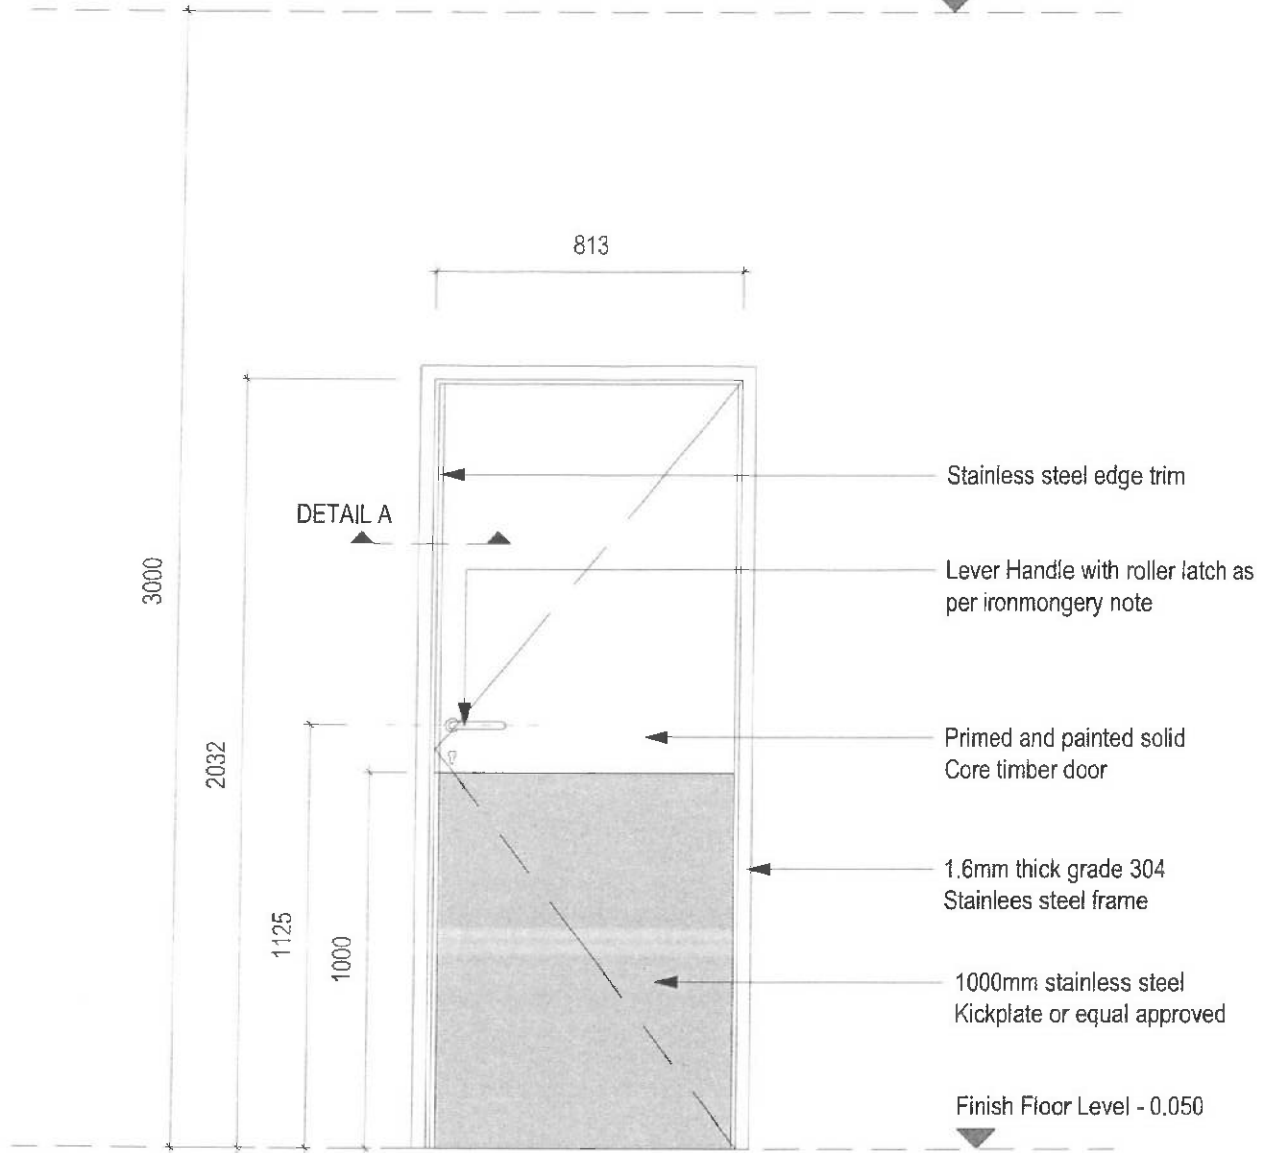 813
Stainless steel edge trim
DETAIL A
Lever Handle with roller latch as
per ironmongery note
3000
2032
Primed and painted solid
Core timber door
1.6mm thick grade 304
Stainlees steel frame
1125
1000
1000mm stainless steel
Kickplate or equal approved
Finish Floor Level - 0.050